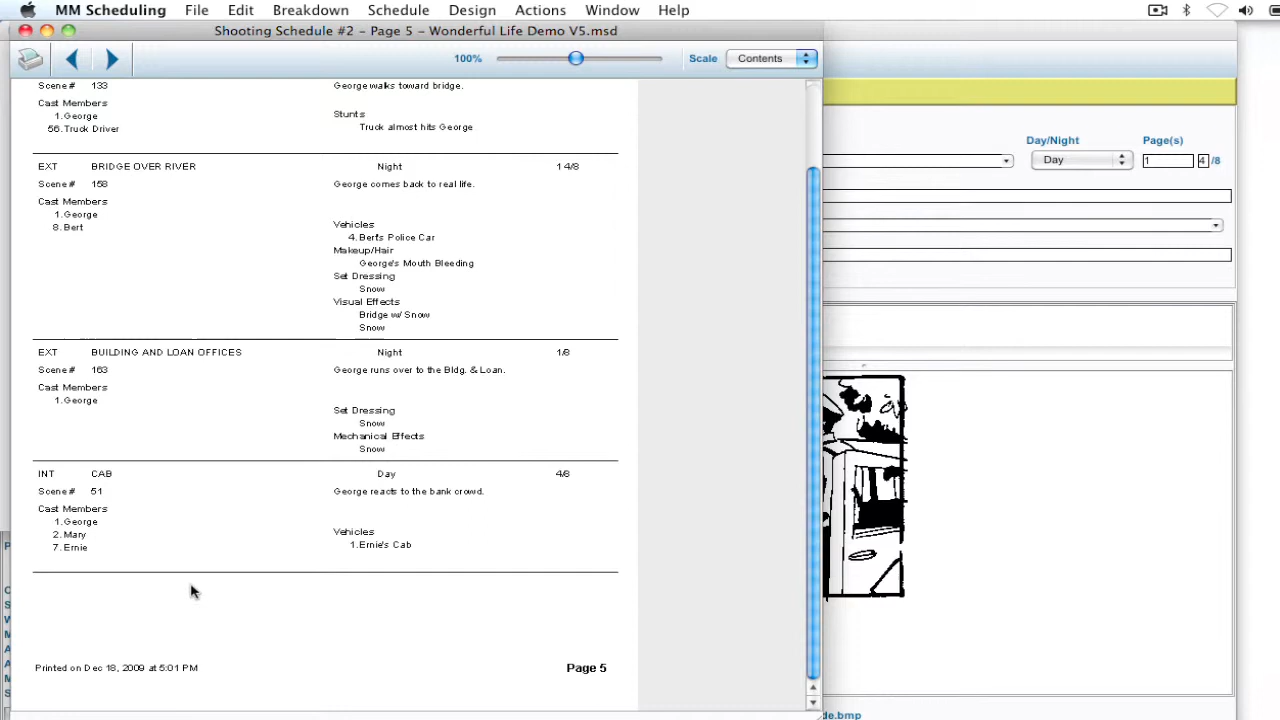 MM Scheduling File Edit Breakdown Schedule Design Actions Window Help
Shooting Schedule #2 – Page 5 – Wonderful Life Demo V5.msd
100% Scale Contents
Day/Night Page(s)
Day 1 4 /8
Scene # 133 George walks toward bridge.
Cast Members
1. George Stunts
56. Truck Driver Truck almost hits George
EXT BRIDGE OVER RIVER Night 1 4/8
Scene # 158 George comes back to real life.
Cast Members
1. George
8. Bert Vehicles
4. Bert's Police Car
Makeup/Hair
George's Mouth Bleeding
Set Dressing
Snow
Visual Effects
Bridge w/ Snow
Snow
EXT BUILDING AND LOAN OFFICES Night 1/8
Scene # 163 George runs over to the Bldg. & Loan.
Cast Members
1. George
Set Dressing
Snow
Mechanical Effects
Snow
INT CAB Day 4/8
Scene # 51 George reacts to the bank crowd.
Cast Members
1. George
2. Mary Vehicles
7. Ernie 1. Ernie's Cab
Printed on Dec 18, 2009 at 5:01 PM Page 5
de.bmp